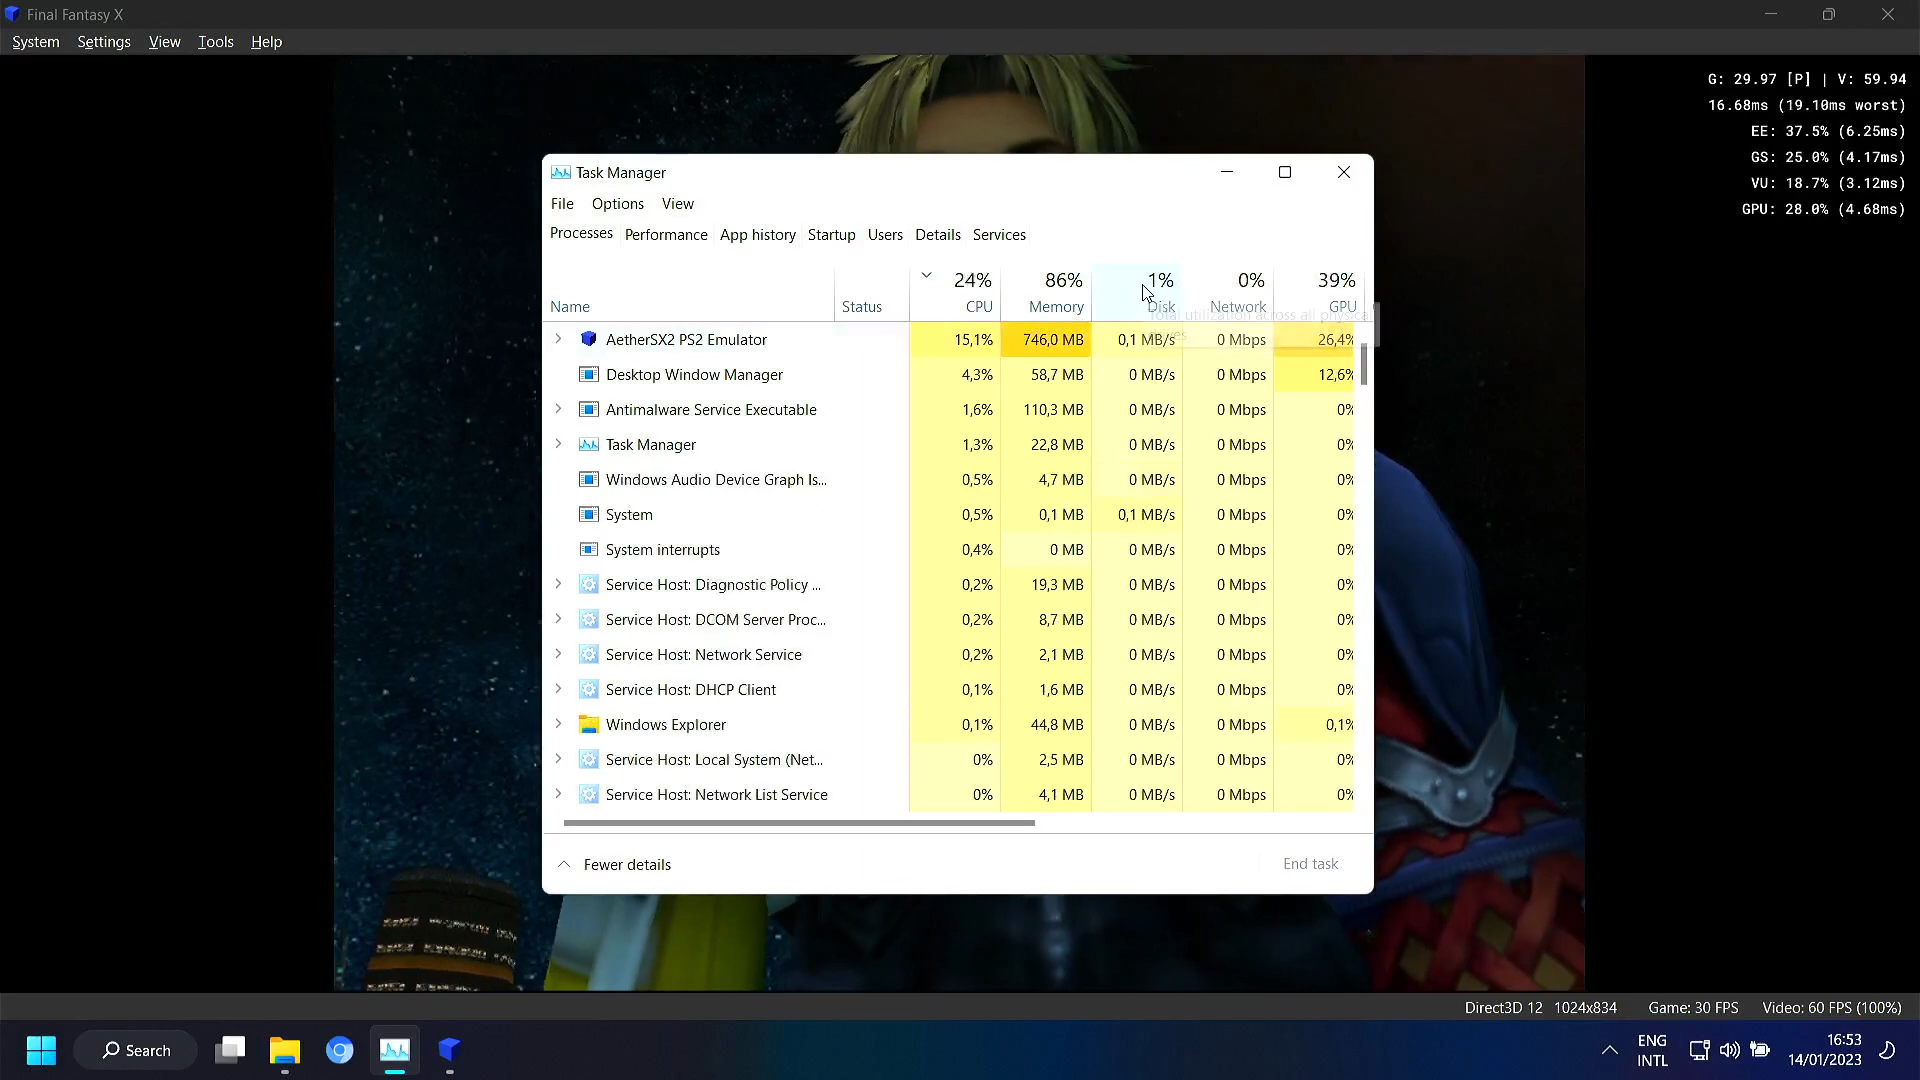 Final Fantasy X
System Settings View Tools Help
G: 29.97 [P] | V: 59.94
16.68ms (19.10ms worst)
EE: 37.5% (6.25ms)
GS: 25.0% (4.17ms)
VU: 18.7% (3.12ms)
GPU: 28.0% (4.68ms)
Task Manager
File Options View
Processes Performance App history Startup Users Details Services
24% 86% 1% 0% 39%
Name Status CPU Memory Disk Network GPU
Total utilization across all physical
AetherSX2 PS2 Emulator 15,1% 746,0 MB 0,1 MB/s 0 Mbps 26,4%
Desktop Window Manager 4,3% 58,7 MB 0 MB/s 0 Mbps 12,6%
Antimalware Service Executable 1,6% 110,3 MB 0 MB/s 0 Mbps 0%
Task Manager 1,3% 22,8 MB 0 MB/s 0 Mbps 0%
Windows Audio Device Graph Is... 0,5% 4,7 MB 0 MB/s 0 Mbps 0%
System 0,5% 0,1 MB 0,1 MB/s 0 Mbps 0%
System interrupts 0,4% 0 MB 0 MB/s 0 Mbps 0%
Service Host: Diagnostic Policy ... 0,2% 19,3 MB 0 MB/s 0 Mbps 0%
Service Host: DCOM Server Proc... 0,2% 8,7 MB 0 MB/s 0 Mbps 0%
Service Host: Network Service 0,2% 2,1 MB 0 MB/s 0 Mbps 0%
Service Host: DHCP Client 0,1% 1,6 MB 0 MB/s 0 Mbps 0%
Windows Explorer 0,1% 44,8 MB 0 MB/s 0 Mbps 0,1%
Service Host: Local System (Net... 0% 2,5 MB 0 MB/s 0 Mbps 0%
Service Host: Network List Service 0% 4,1 MB 0 MB/s 0 Mbps 0%
Fewer details End task
Direct3D 12 1024x834 Game: 30 FPS Video: 60 FPS (100%)
Search
ENG
INTL
16:53
14/01/2023